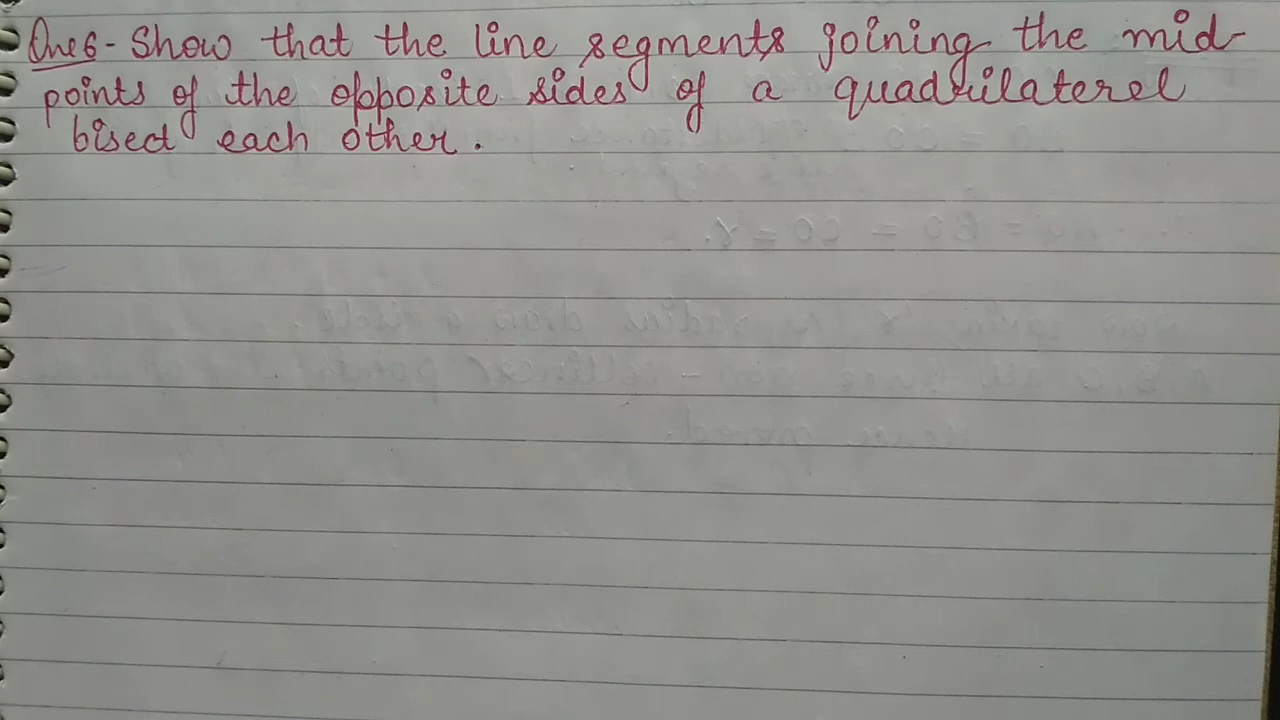 Ques 6 - Show that the line segments joining the mid-
points of the opposite sides of a quadrilaterel
bisect each other.